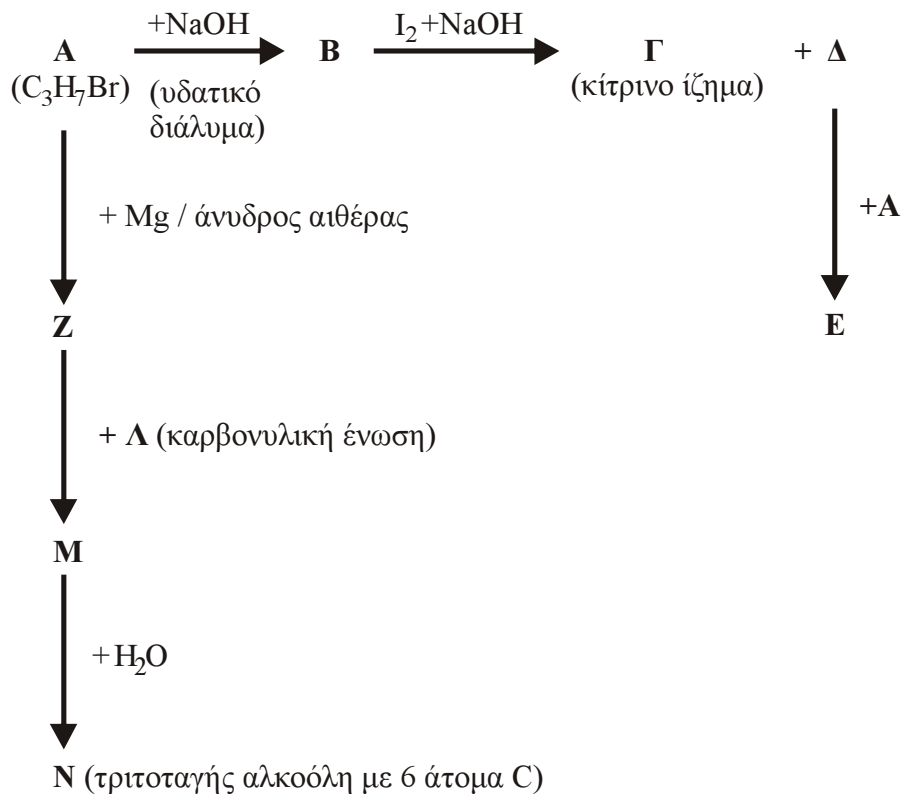 +NaOH I₂+NaOH
Α Β Γ + Δ
(C₃H₇Br) (υδατικό (κίτρινο ίζημα)
διάλυμα)
+ Mg / άνυδρος αιθέρας +Α
Ζ Ε
+ Λ (καρβονυλική ένωση)
Μ
+H₂O
Ν (τριτοταγής αλκοόλη με 6 άτομα C)